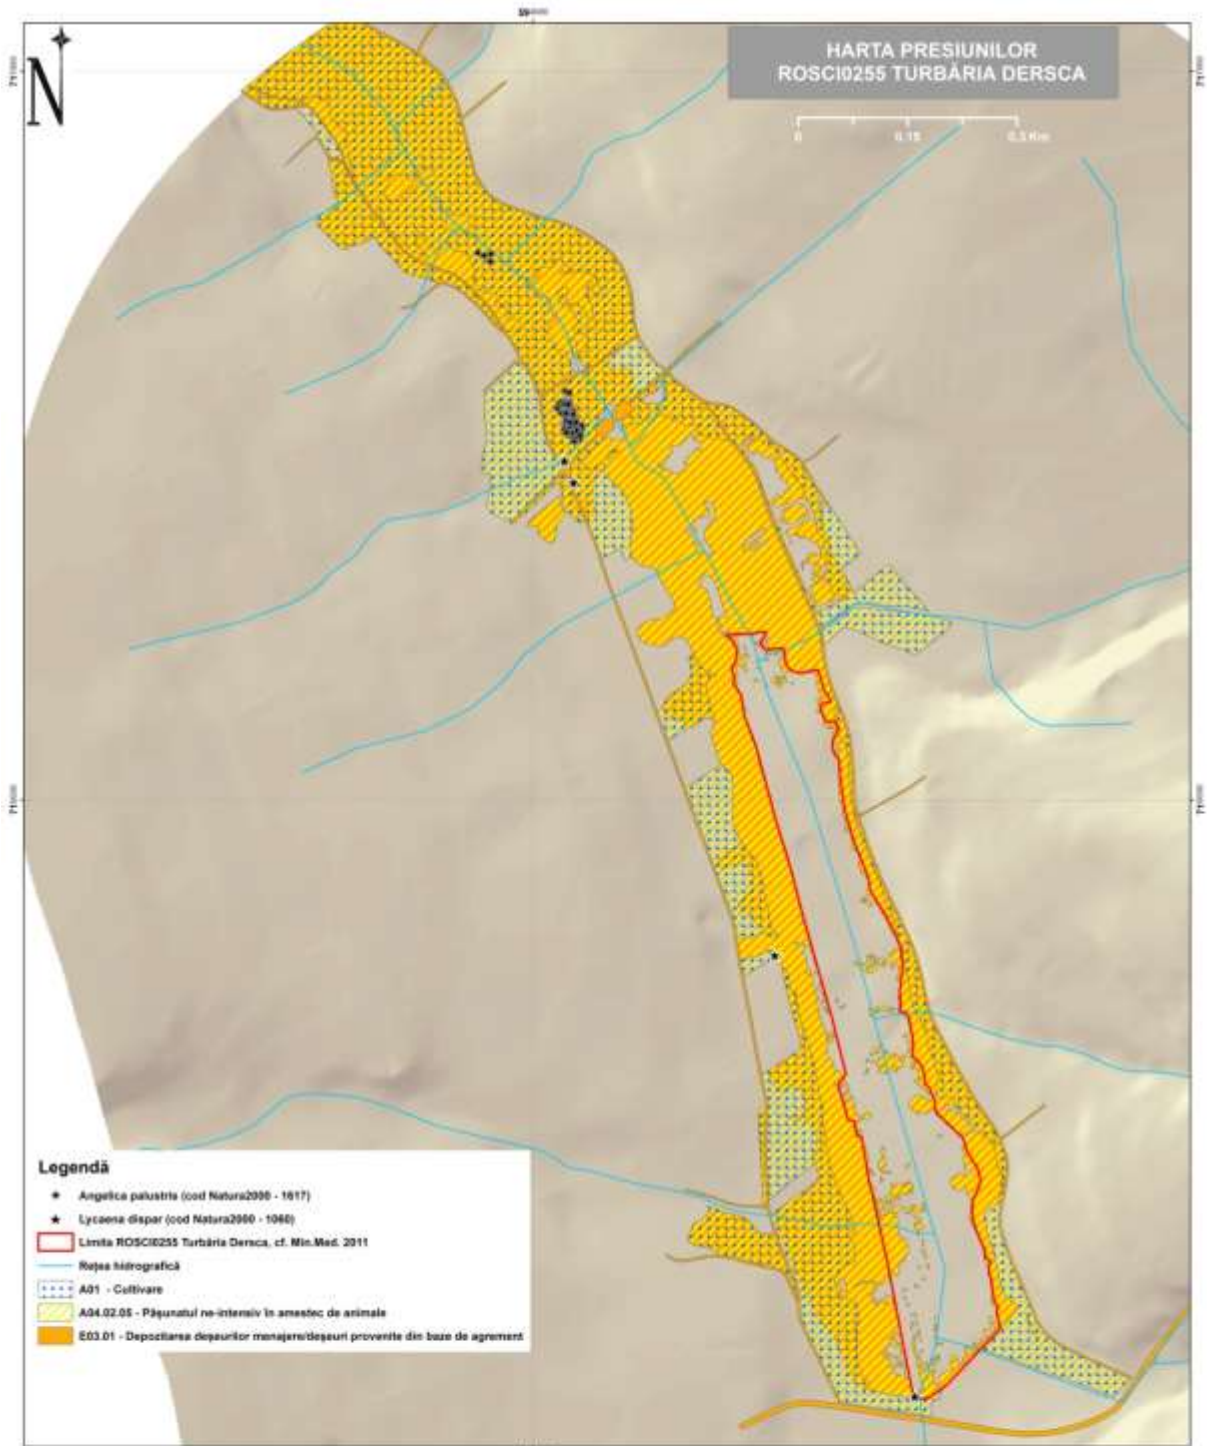 HARTA PRESIUNILOR
ROSCI0255 TURBĂRIA DERSCA
N
0 0,15 0,3 Km
Legendă
Angelica palustris (cod Natura2000 - 1617)
Lycaena dispar (cod Natura2000 - 1060)
Limita ROSCI0255 Turbăria Dersca, cf. Min.Med. 2011
Rețea hidrografică
A01 - Cultivare
A04.02.05 - Pășunatul ne-intensiv în amestec de animale
E03.01 - Depozitarea deșeurilor menajere/deșeuri provenite din baze de agrement